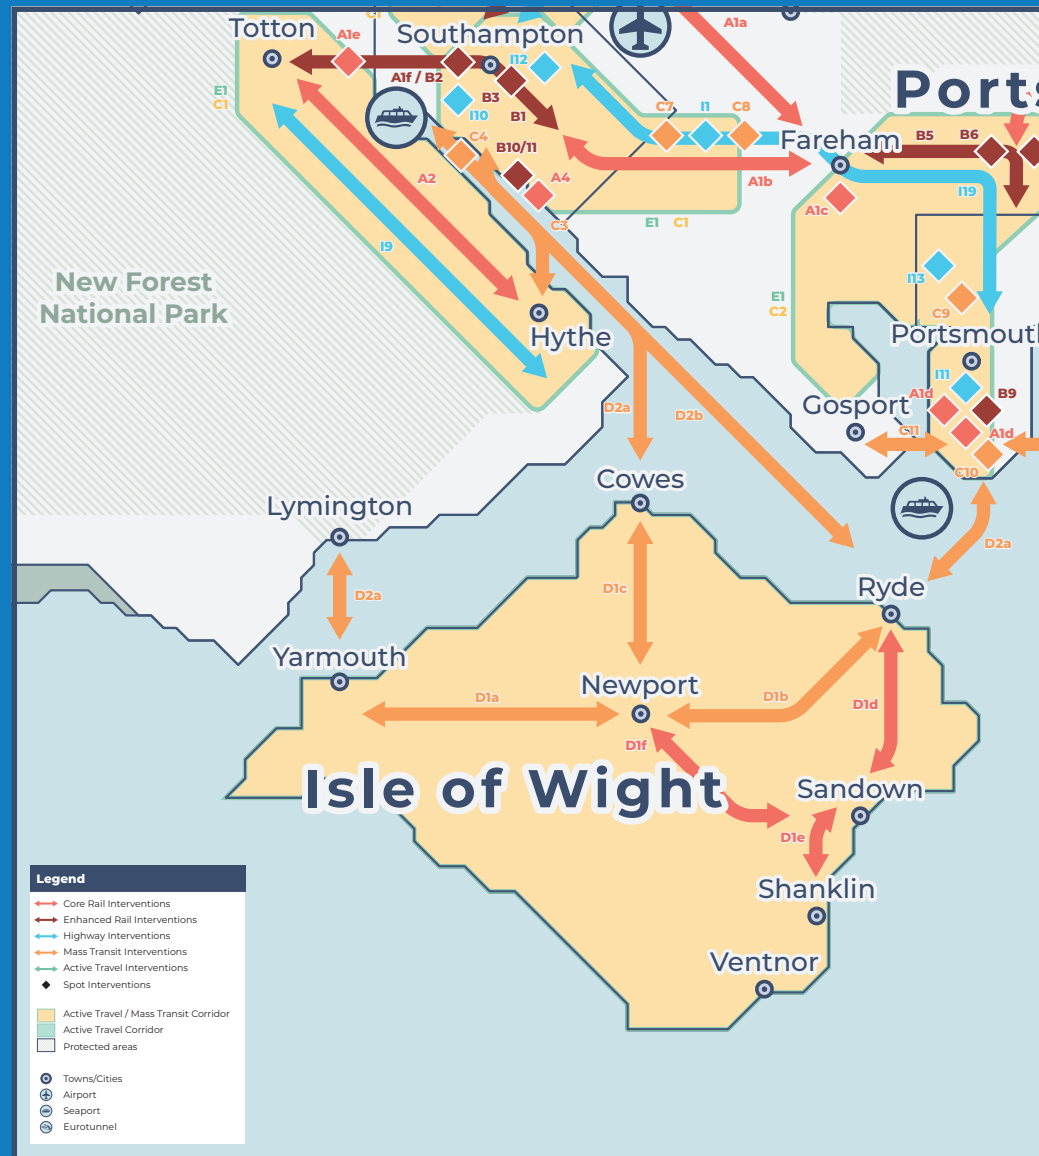 C1
A1a
Totton
A1e
Southampton
I12
A1f / B2
Ports
E1
C1
B3
I10
B1
C7
I1
C8
C4
B10/11
Fareham
B5
B6
A2
A4
A1b
I19
A1c
C3
E1
C1
I9
I13
New Forest
National Park
E1
C2
C9
Hythe
Portsmouth
I11
A1d
B9
Gosport
D2a
D2b
C11
A1d
C10
Cowes
Lymington
D2a
D2a
D1c
Ryde
Yarmouth
Newport
D1a
D1b
D1d
D1f
Isle of Wight
Sandown
D1e
Shanklin
Ventnor
Legend
Core Rail Interventions
Enhanced Rail Interventions
Highway Interventions
Mass Transit Interventions
Active Travel Interventions
Spot Interventions
Active Travel / Mass Transit Corridor
Active Travel Corridor
Protected areas
Towns/Cities
Airport
Seaport
Eurotunnel